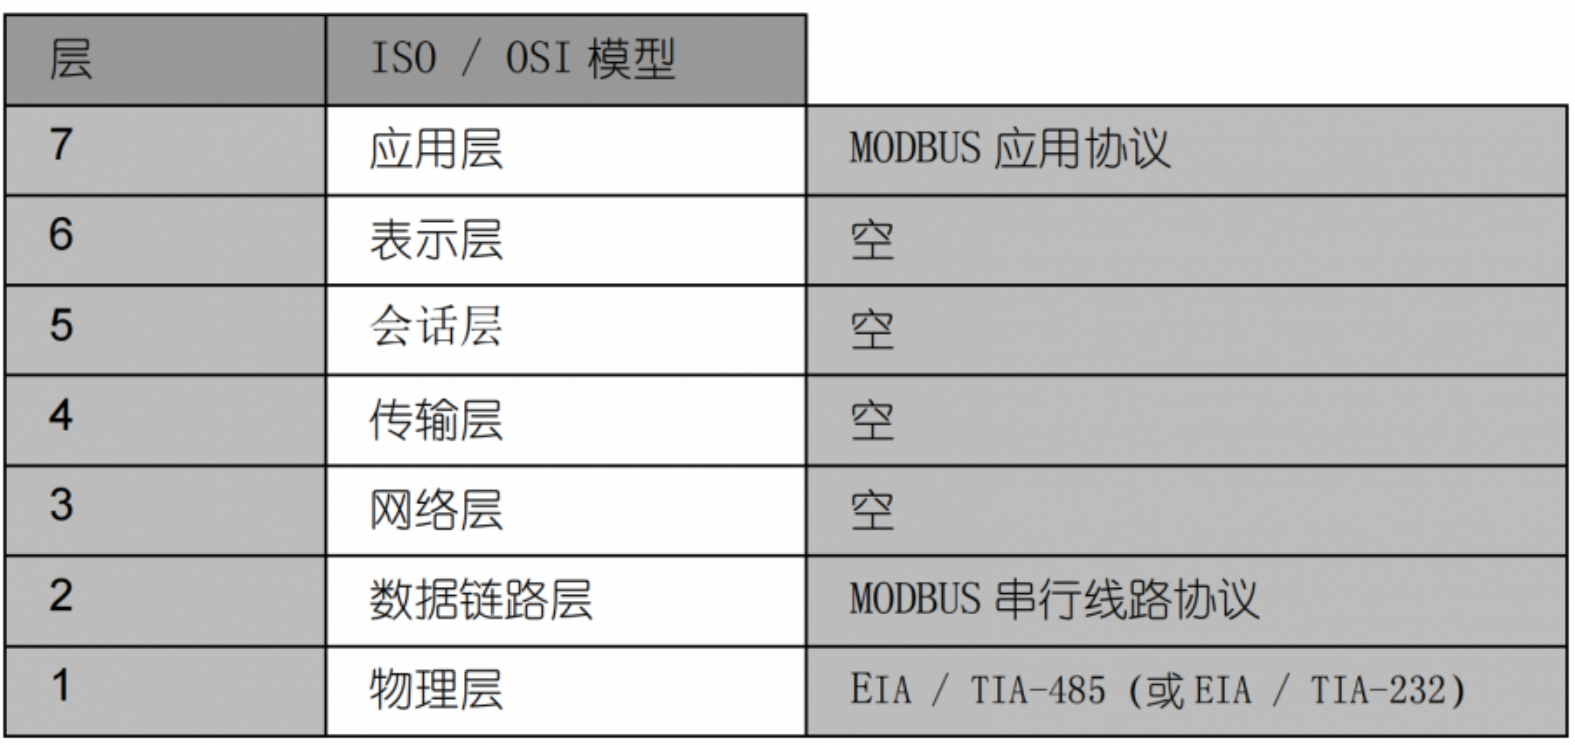 层 ISO / OSI 模型
7 应用层 MODBUS 应用协议
6 表示层 空
5 会话层 空
4 传输层 空
3 网络层 空
2 数据链路层 MODBUS 串行线路协议
1 物理层 EIA / TIA-485 (或 EIA / TIA-232)